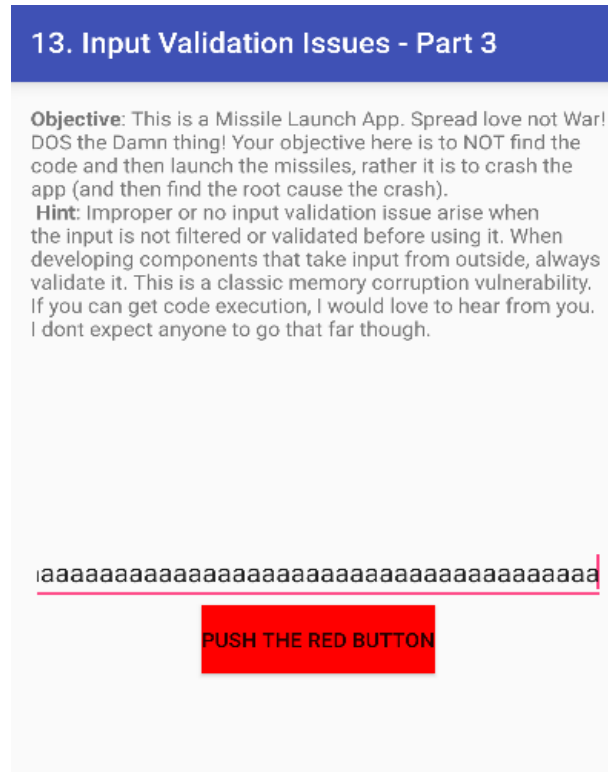 13. Input Validation Issues - Part 3
Objective: This is a Missile Launch App. Spread love not War!
DOS the Damn thing! Your objective here is to NOT find the
code and then launch the missiles, rather it is to crash the
app (and then find the root cause the crash).
Hint: Improper or no input validation issue arise when
the input is not filtered or validated before using it. When
developing components that take input from outside, always
validate it. This is a classic memory corruption vulnerability.
If you can get code execution, I would love to hear from you.
I dont expect anyone to go that far though.
aaaaaaaaaaaaaaaaaaaaaaaaaaaaaaaaaaaaaa
PUSH THE RED BUTTON